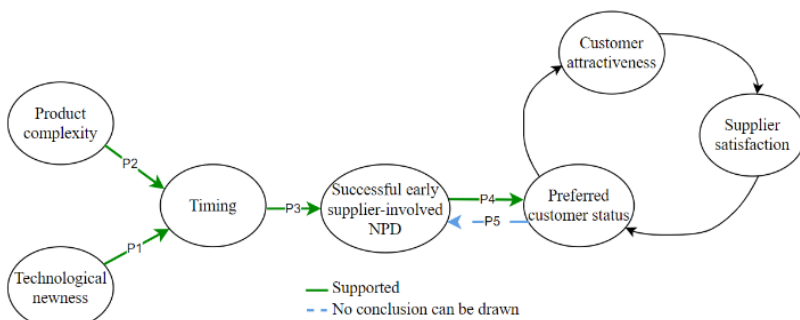 Customer
attractiveness
Product
complexity
Supplier
satisfaction
P2
Timing
P3
Successful early
supplier-involved
NPD
P4
P5
Preferred
customer status
P1
Technological
newness
Supported
No conclusion can be drawn